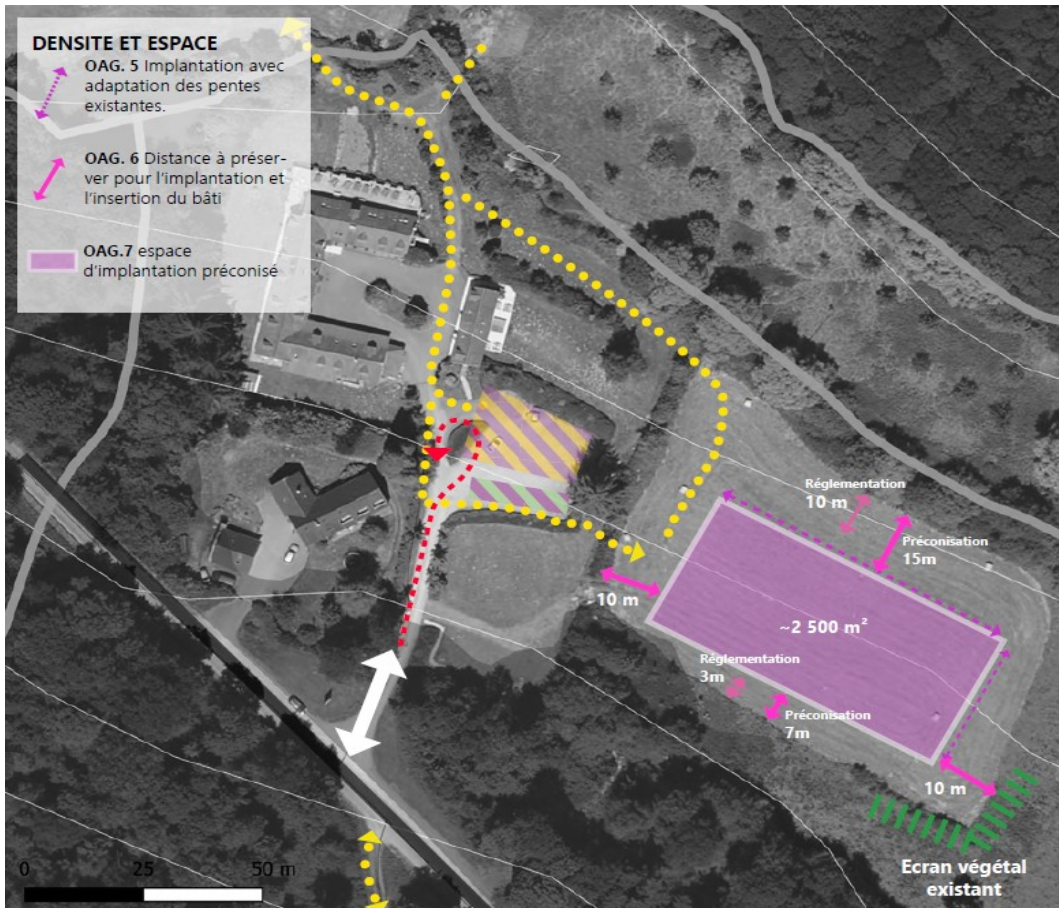 DENSITE ET ESPACE
OAG. 5 Implantation avec
adaptation des pentes
existantes.
OAG. 6 Distance à préser-
ver pour l'implantation et
l'insertion du bâti
OAG.7 espace
d'implantation préconisé
Réglementation
10 m
Préconisation
15m
10 m
~2 500 m²
Réglementation
3m
Préconisation
7m
10 m
Ecran végétal
existant
0 25 50 m